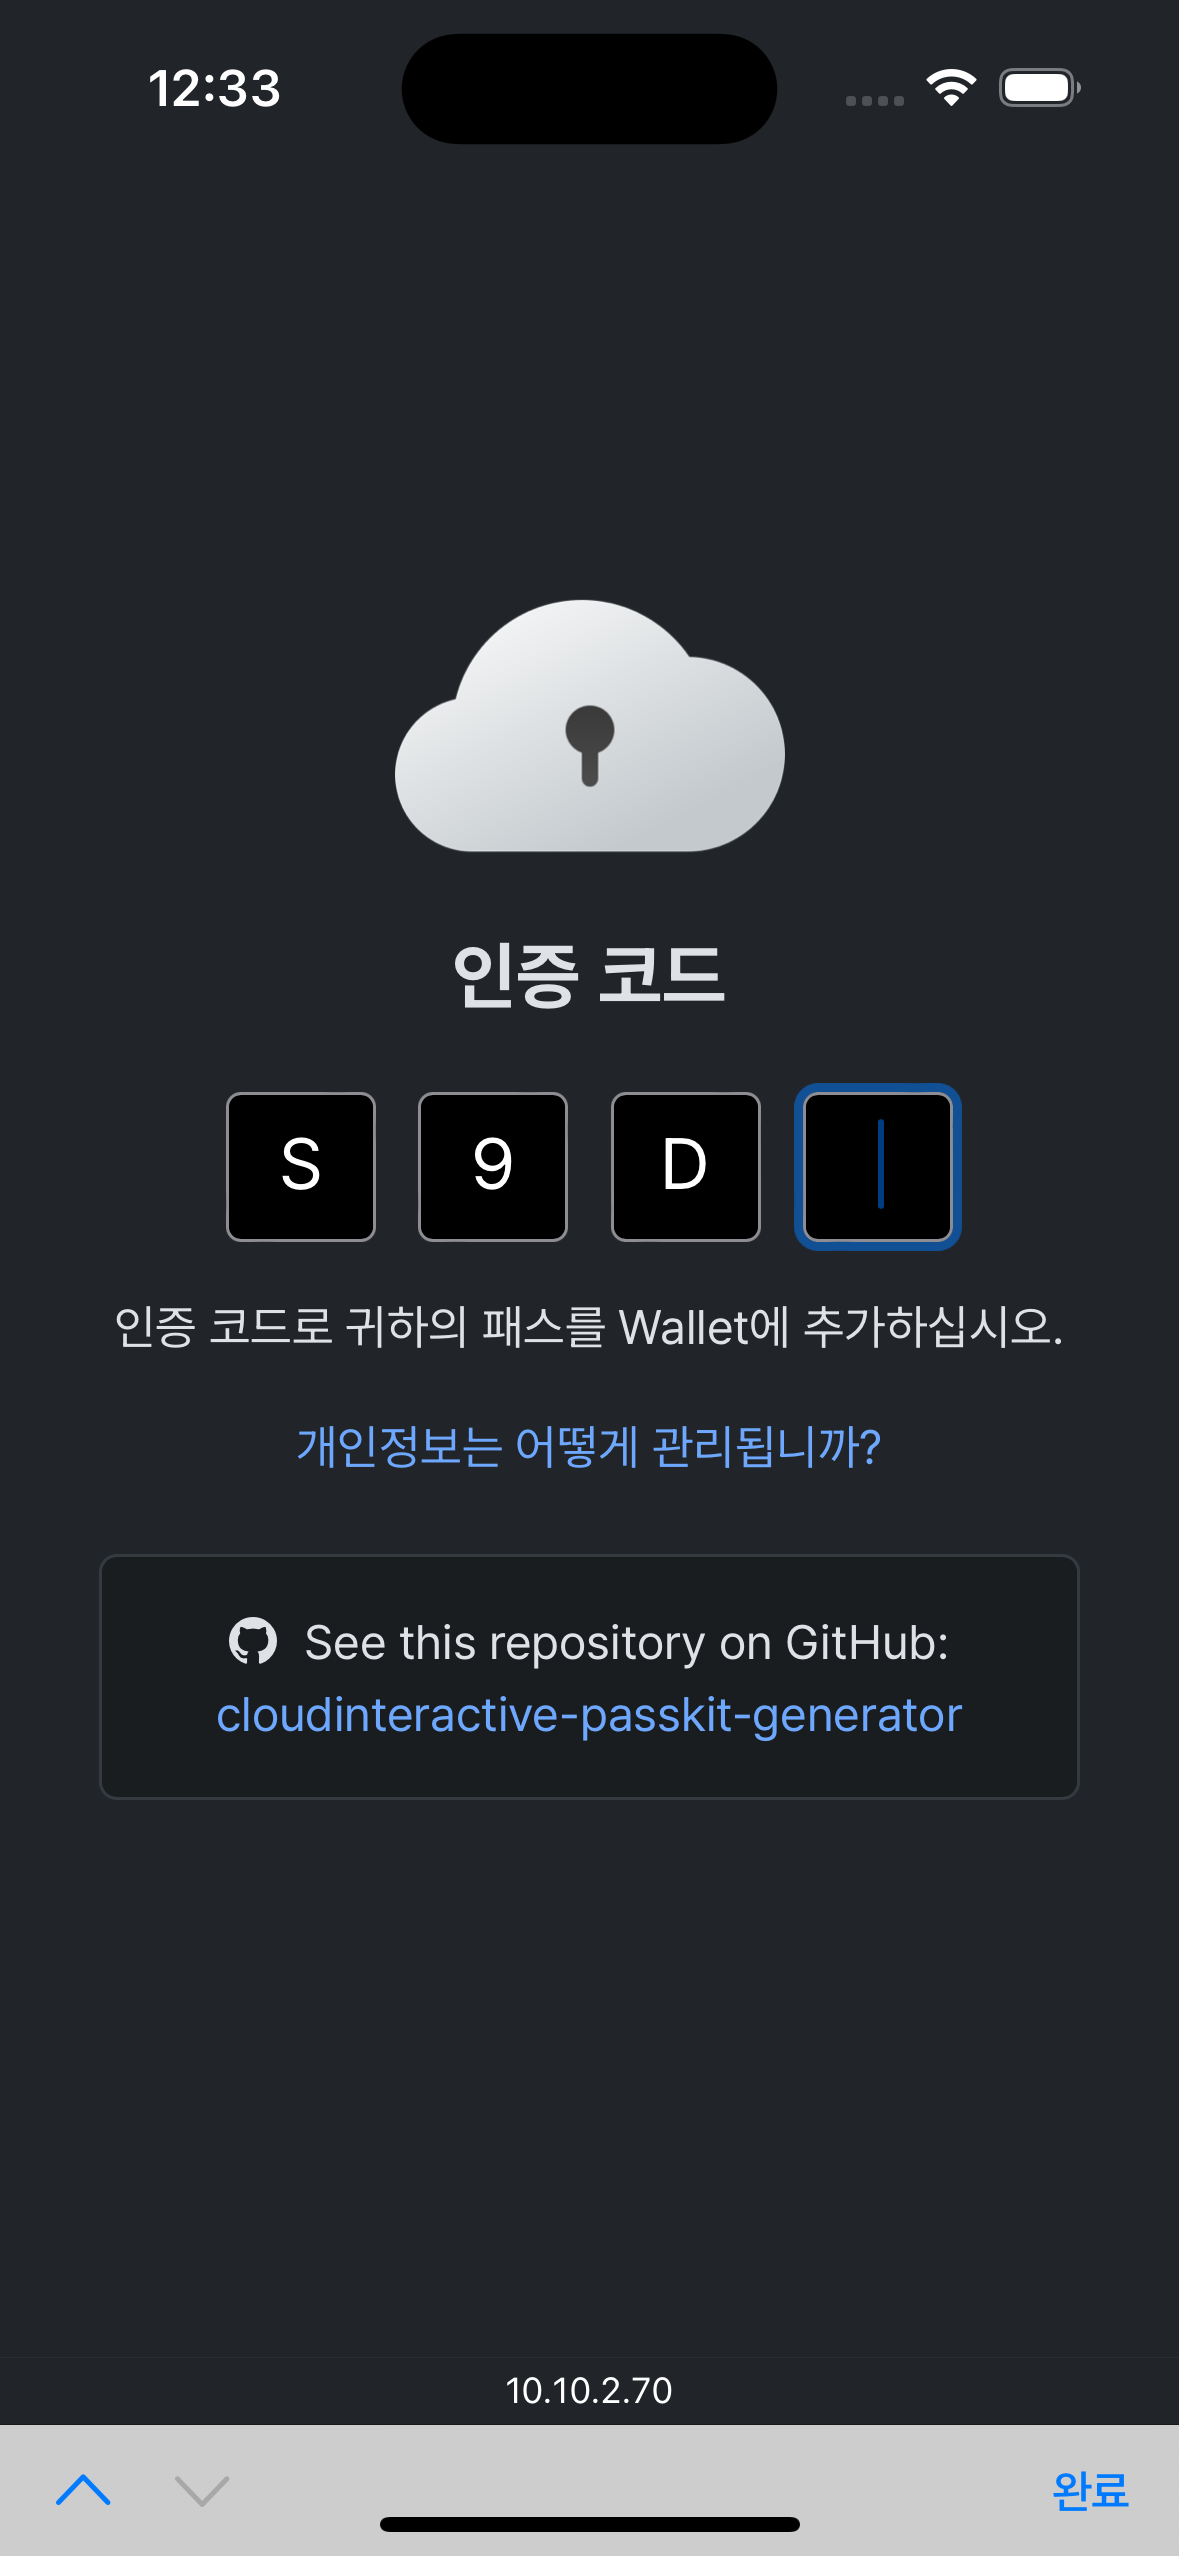 12:33
인증 코드
S 9 D
인증 코드로 귀하의 패스를 Wallet에 추가하십시오.
개인정보는 어떻게 관리됩니까?
See this repository on GitHub:
cloudinteractive-passkit-generator
10.10.2.70
완료